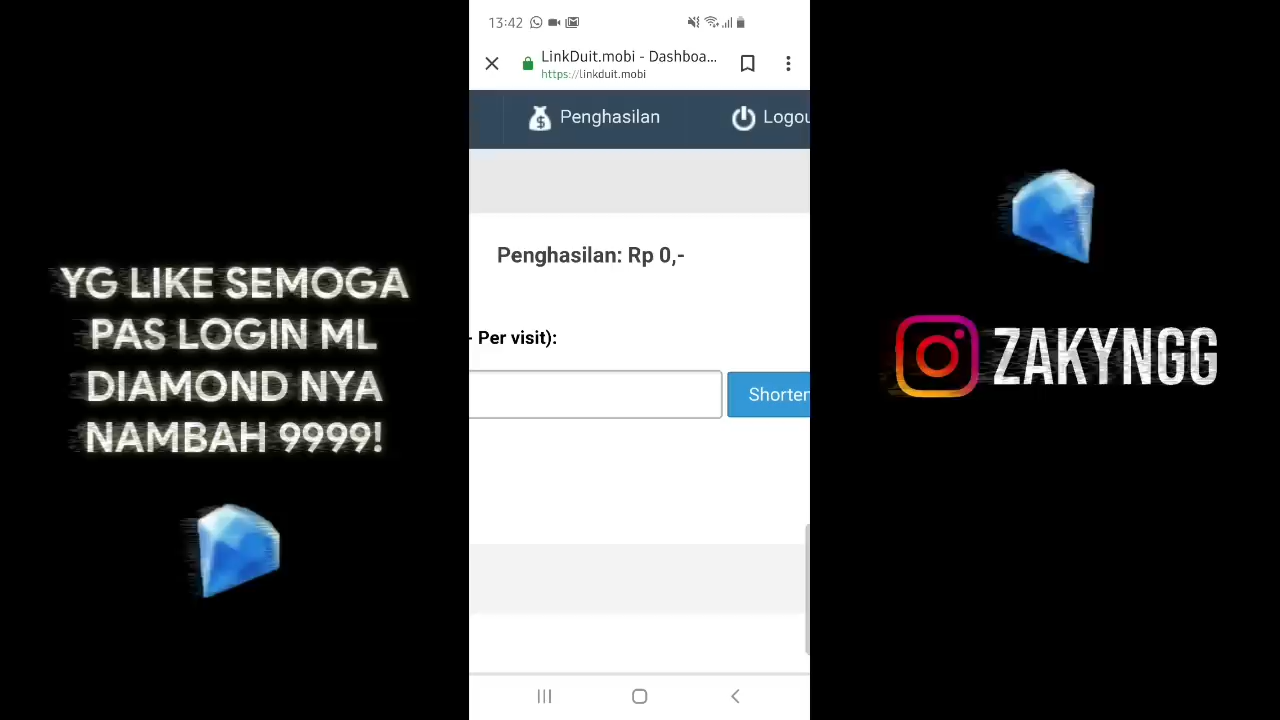 YG LIKE SEMOGA
PAS LOGIN ML
DIAMOND NYA
NAMBAH 9999!
13:42
LinkDuit.mobi - Dashboa...
https://linkduit.mobi
Penghasilan
Logou
Penghasilan: Rp 0,-
- Per visit):
Shorten
ZAKYNGG